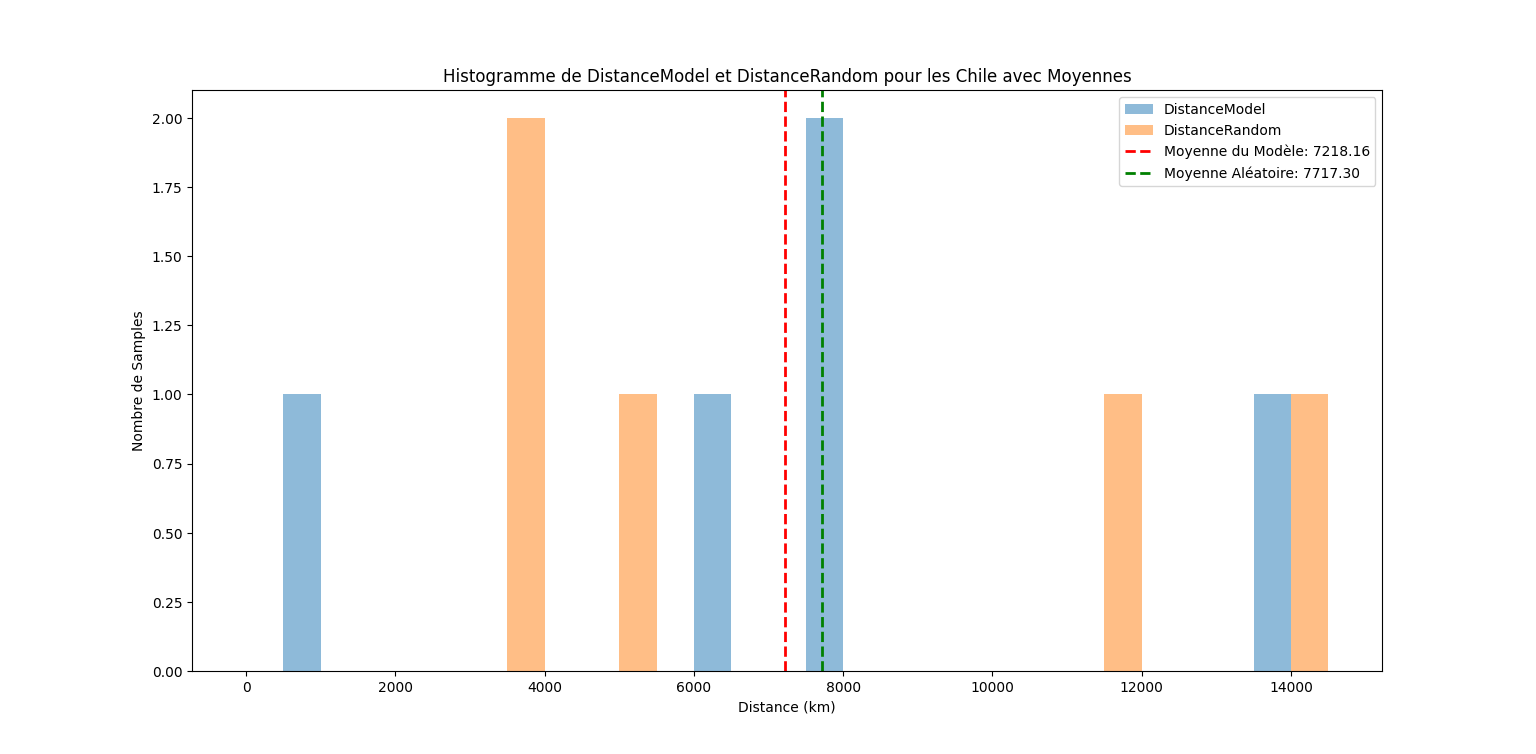 Histogramme de DistanceModel et DistanceRandom pour les Chile avec Moyennes
DistanceModel
DistanceRandom
Moyenne du Modèle: 7218.16
Moyenne Aléatoire: 7717.30
Nombre de Samples
2.00
1.75
1.50
1.25
1.00
0.75
0.50
0.25
0.00
0 2000 4000 6000 8000 10000 12000 14000
Distance (km)